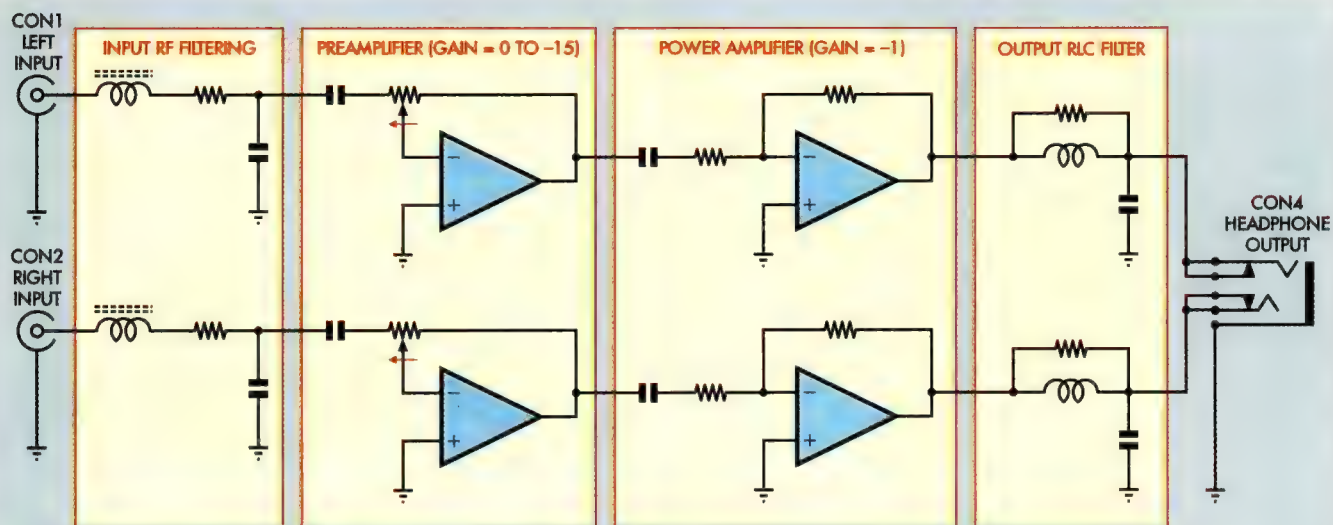 CON1
LEFT
INPUT
INPUT RF FILTERING
PREAMPLIFIER (GAIN = 0 TO –15)
POWER AMPLIFIER (GAIN = –1)
OUTPUT RLC FILTER
CON2
RIGHT
INPUT
CON4
HEADPHONE
OUTPUT
–
+
–
+
–
+
–
+